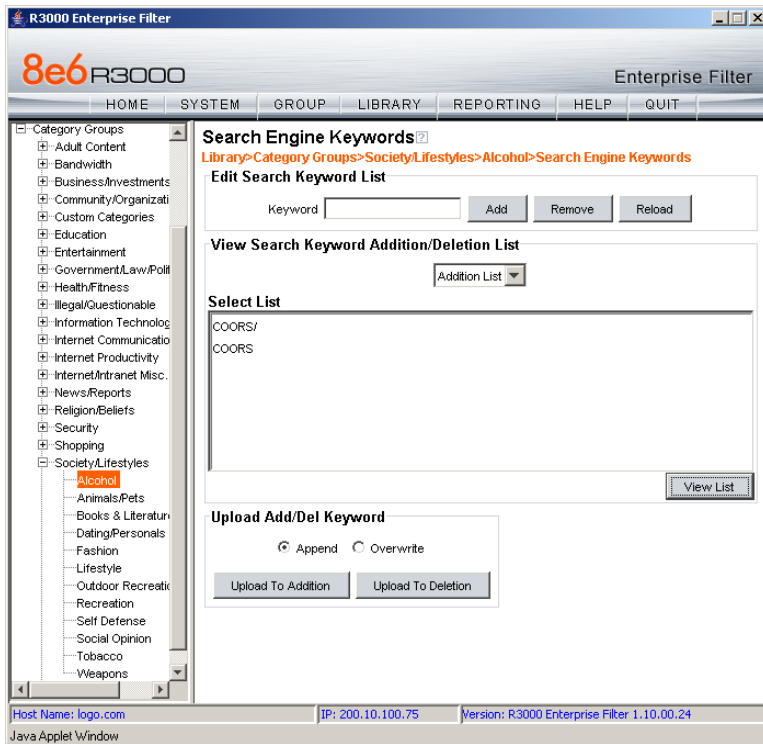 R3000 Enterprise Filter
8e6 R3000
Enterprise Filter
HOME SYSTEM GROUP LIBRARY REPORTING HELP QUIT
Category Groups
Adult Content
Bandwidth
Business/Investments
Community/Organizati
Custom Categories
Education
Entertainment
Government/Law/Polit
Health/Fitness
Illegal/Questionable
Information Technolog
Internet Communicatio
Internet Productivity
Internet/Intranet Misc.
News/Reports
Religion/Beliefs
Security
Shopping
Society/Lifestyles
Alcohol
Animals/Pets
Books & Literature
Dating/Personals
Fashion
Lifestyle
Outdoor Recreatio
Recreation
Self Defense
Social Opinion
Tobacco
Weapons
Search Engine Keywords ?
Library>Category Groups>Society/Lifestyles>Alcohol>Search Engine Keywords
Edit Search Keyword List
Keyword Add Remove Reload
View Search Keyword Addition/Deletion List
Addition List
Select List
COORS/
COORS
View List
Upload Add/Del Keyword
Append Overwrite
Upload To Addition Upload To Deletion
Host Name: logo.com IP: 200.10.100.75 Version: R3000 Enterprise Filter 1.10.00.24
Java Applet Window